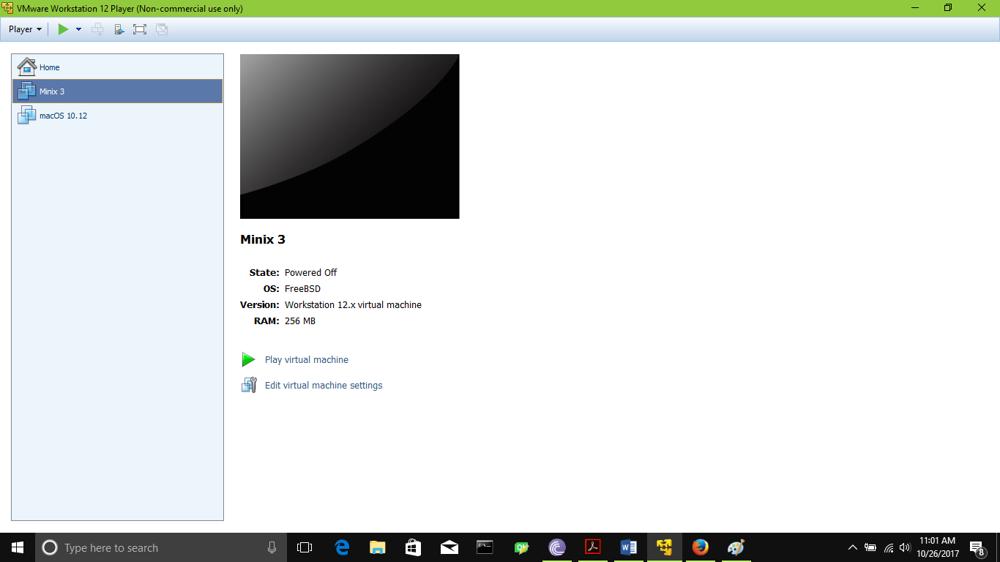 VMware Workstation 12 Player (Non-commercial use only)
Player
Home
Minix 3
macOS 10.12
Minix 3
State: Powered Off
OS: FreeBSD
Version: Workstation 12.x virtual machine
RAM: 256 MB
Play virtual machine
Edit virtual machine settings
Type here to search
11:01 AM
10/26/2017
8